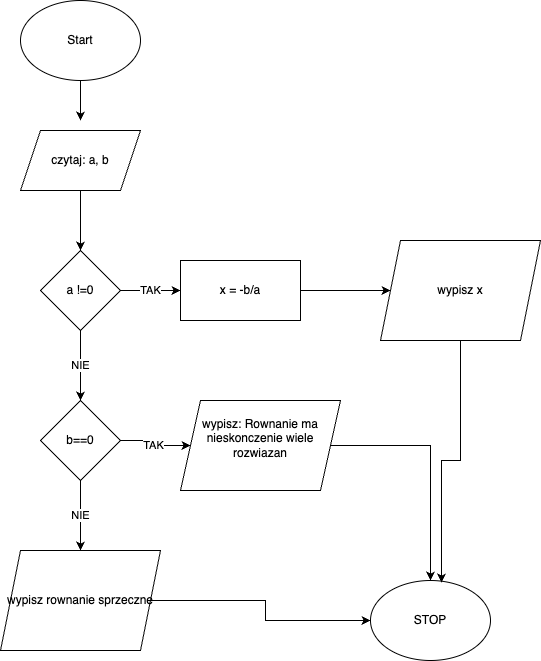 Start
czytaj: a, b
a !=0
TAK
x = -b/a
wypisz x
NIE
b==0
TAK
wypisz: Rownanie ma
nieskonczenie wiele
rozwiazan
NIE
wypisz rownanie sprzeczne
STOP